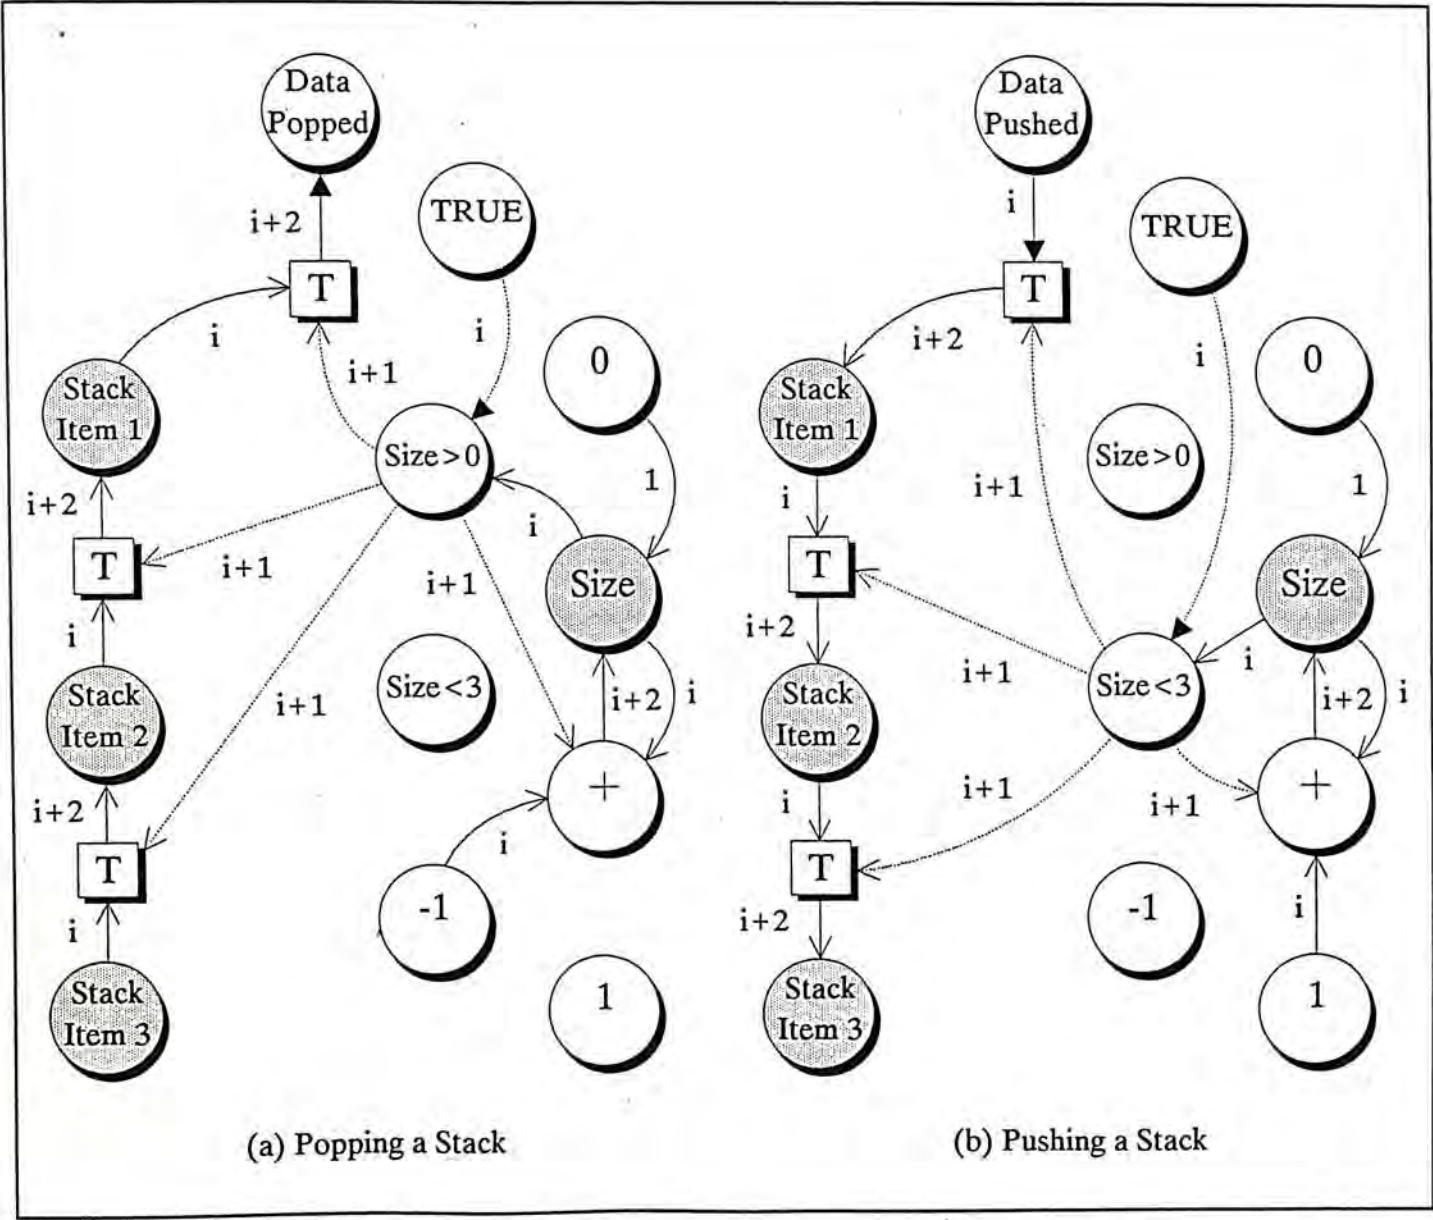 Data
Popped
i+2
TRUE
T
i
i
i+1
0
Stack
Item 1
Size>0
1
i+2
i
T
i+1
i+1
Size
i
Size<3
i+2
i
Stack
Item 2
i+1
+
i+2
i
T
-1
i
Stack
Item 3
1
(a) Popping a Stack
Data
Pushed
i
TRUE
T
i+2
i
0
Stack
Item 1
Size>0
i
i+1
1
T
Size
i+2
i+1
i
Size<3
i+2
i
Stack
Item 2
i
i+1
i+1
+
T
i+2
-1
i
Stack
Item 3
1
(b) Pushing a Stack